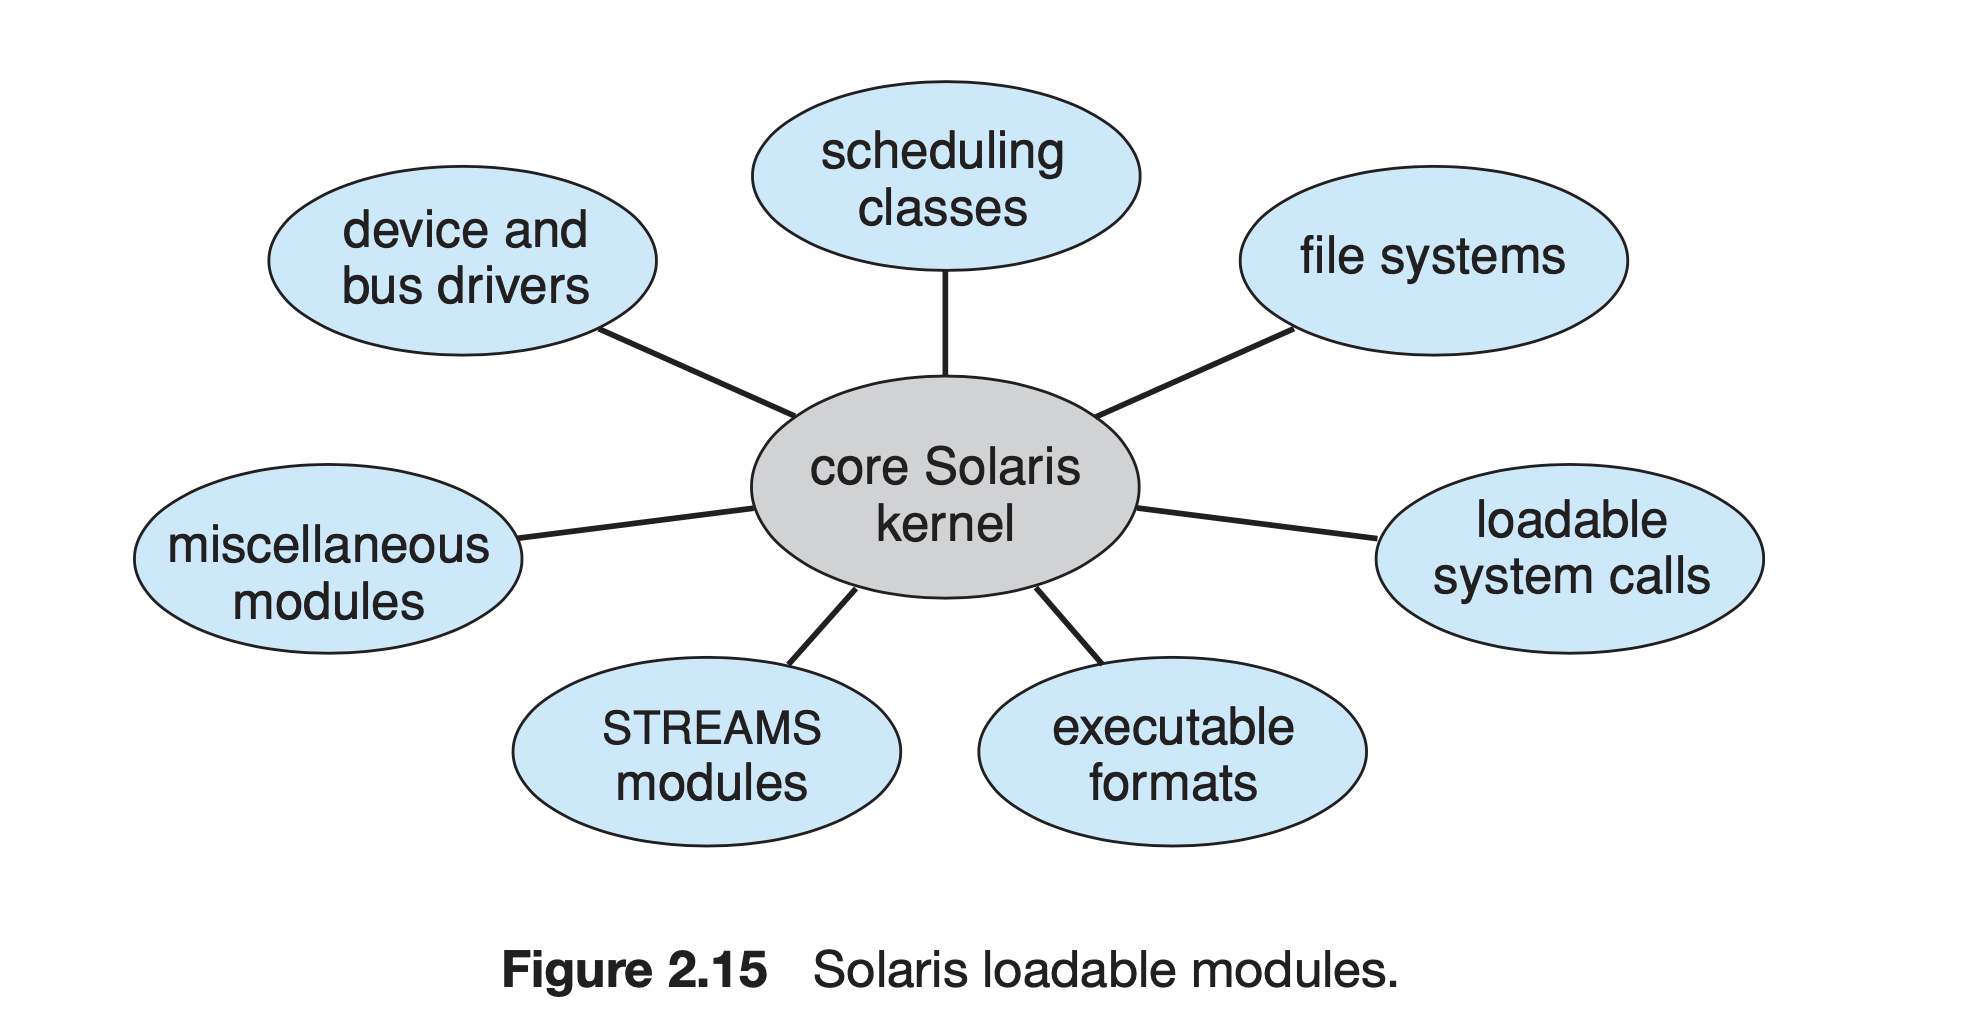 scheduling
classes
device and
bus drivers
file systems
core Solaris
kernel
miscellaneous
modules
loadable
system calls
STREAMS
modules
executable
formats
Figure 2.15 Solaris loadable modules.